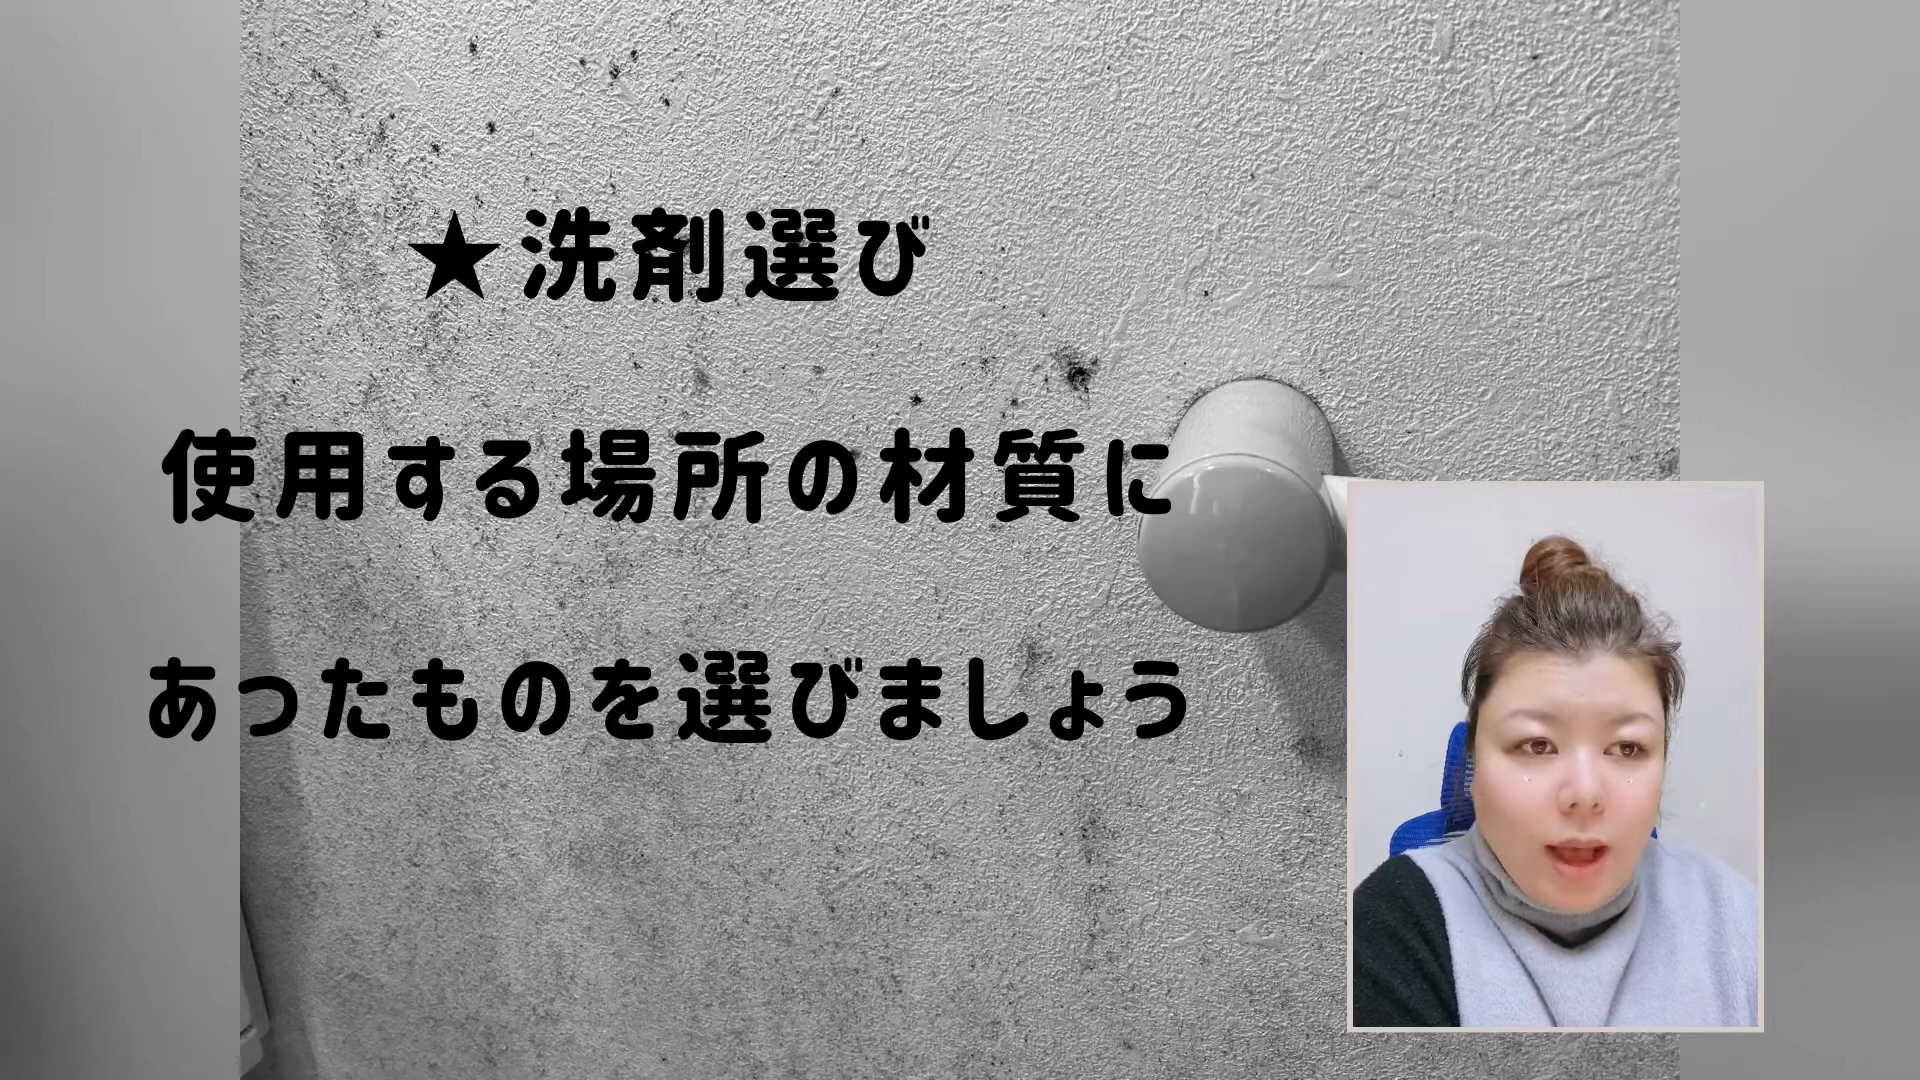 ★洗剤選び
使用する場所の材質に
あったものを選びましょう